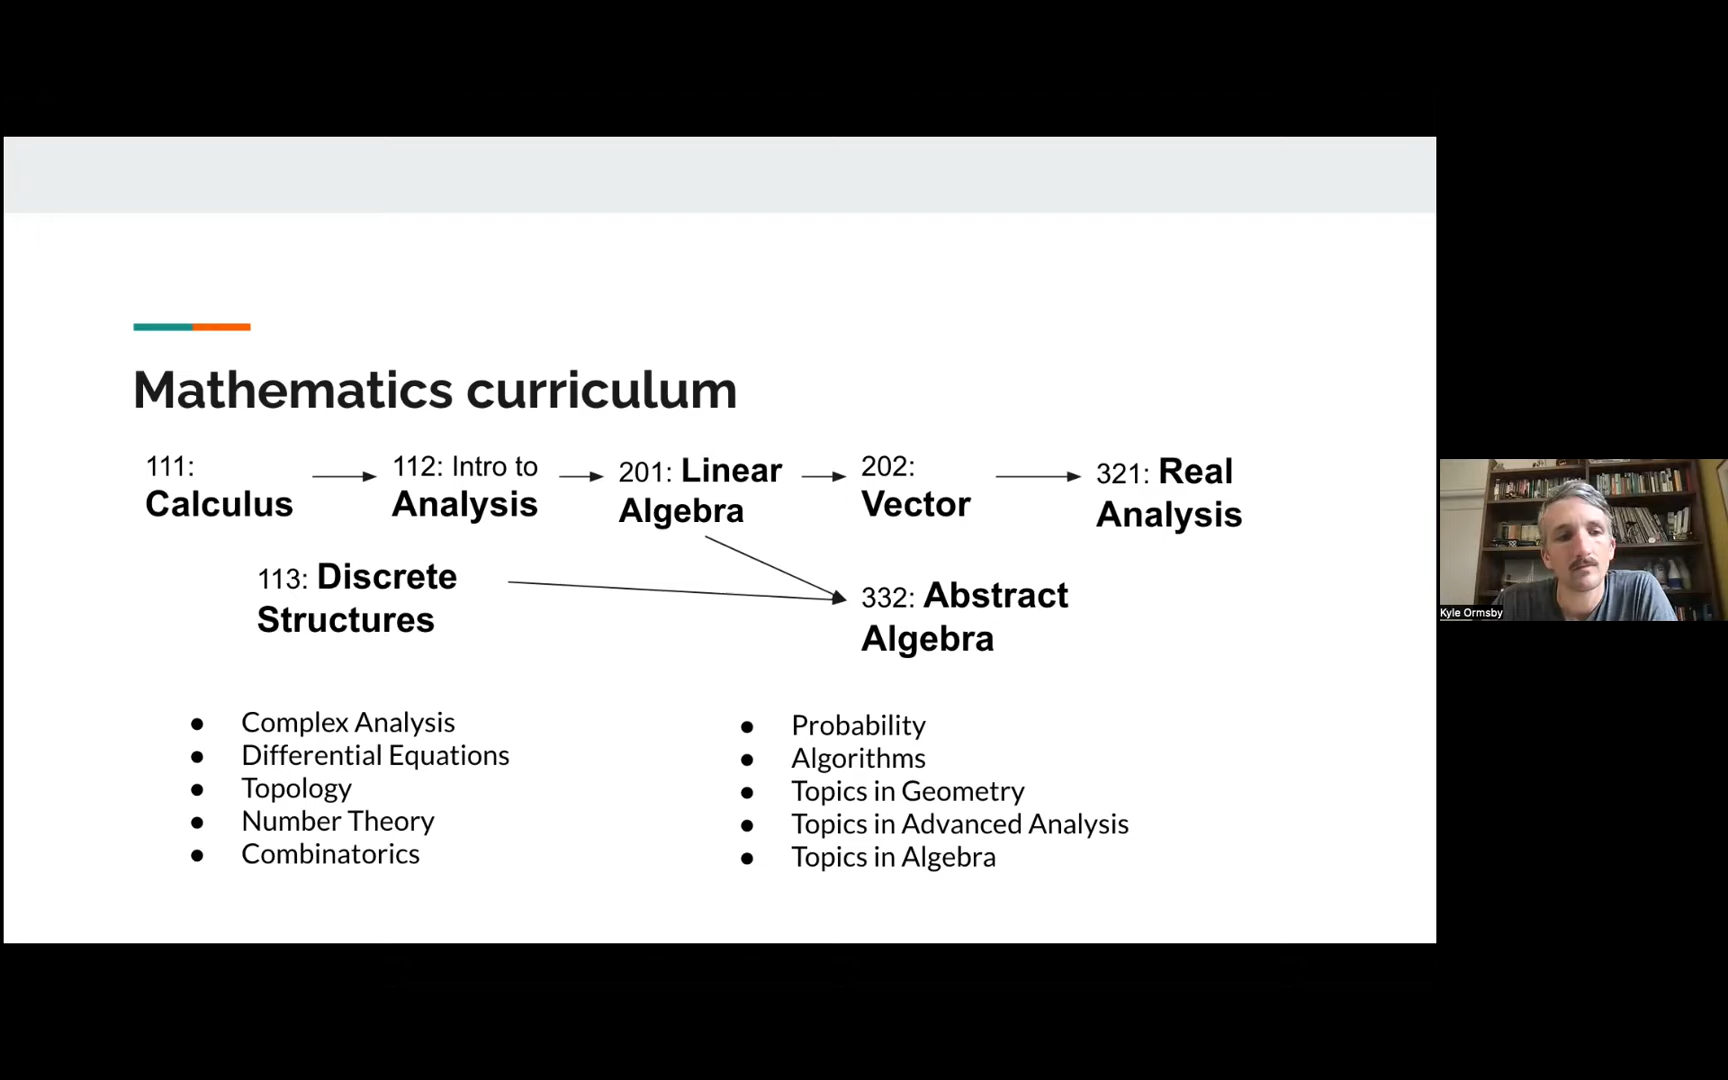 Mathematics curriculum
111:
Calculus
112: Intro to
Analysis
201: Linear
Algebra
202:
Vector
321: Real
Analysis
113: Discrete
Structures
332: Abstract
Algebra
Complex Analysis
Differential Equations
Topology
Number Theory
Combinatorics
Probability
Algorithms
Topics in Geometry
Topics in Advanced Analysis
Topics in Algebra
Kyle Ormsby